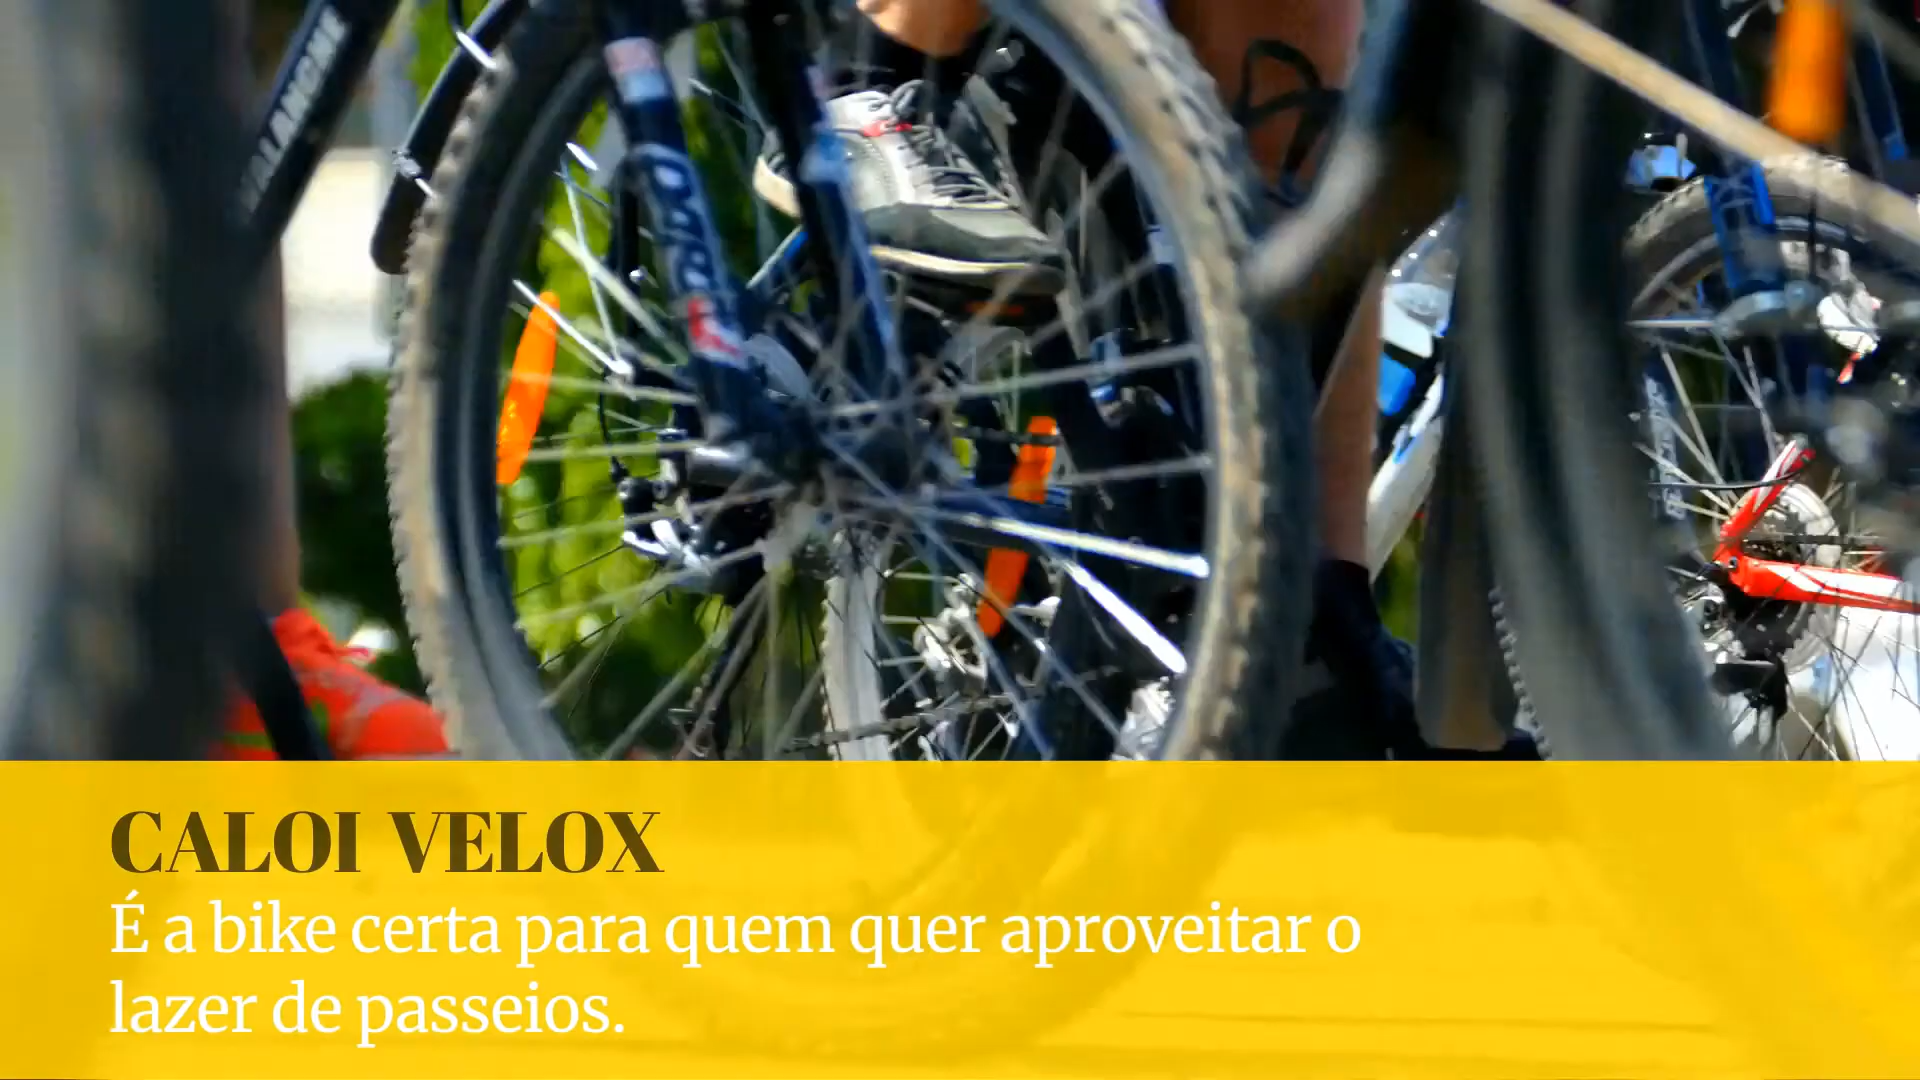 CALOI VELOX
É a bike certa para quem quer aproveitar o
lazer de passeios.